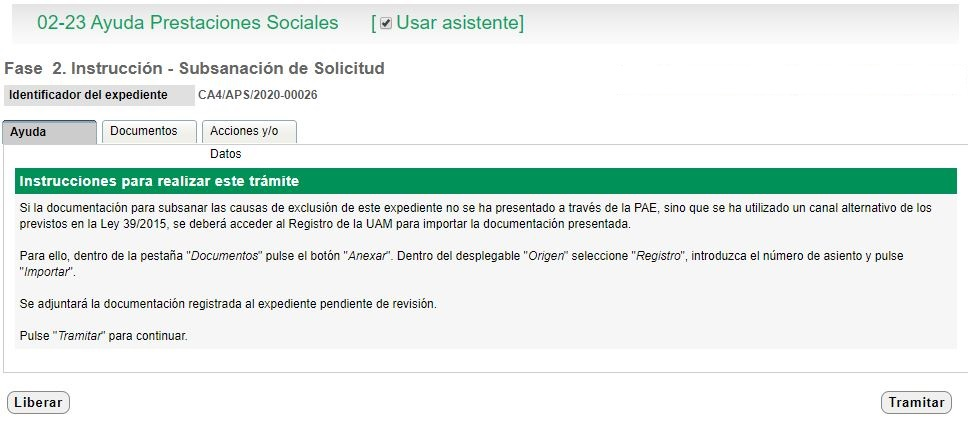 02-23 Ayuda Prestaciones Sociales [ Usar asistente]
Fase 2. Instrucción - Subsanación de Solicitud
Identificador del expediente CA4/APS/2020-00026
Ayuda Documentos Acciones y/o
Datos
Instrucciones para realizar este trámite
Si la documentación para subsanar las causas de exclusión de este expediente no se ha presentado a través de la PAE, sino que se ha utilizado un canal alternativo de los
previstos en la Ley 39/2015, se deberá acceder al Registro de la UAM para importar la documentación presentada.
Para ello, dentro de la pestaña "Documentos" pulse el botón "Anexar". Dentro del desplegable "Origen" seleccione "Registro", introduzca el número de asiento y pulse
"Importar".
Se adjuntará la documentación registrada al expediente pendiente de revisión.
Pulse "Tramitar" para continuar.
Liberar Tramitar